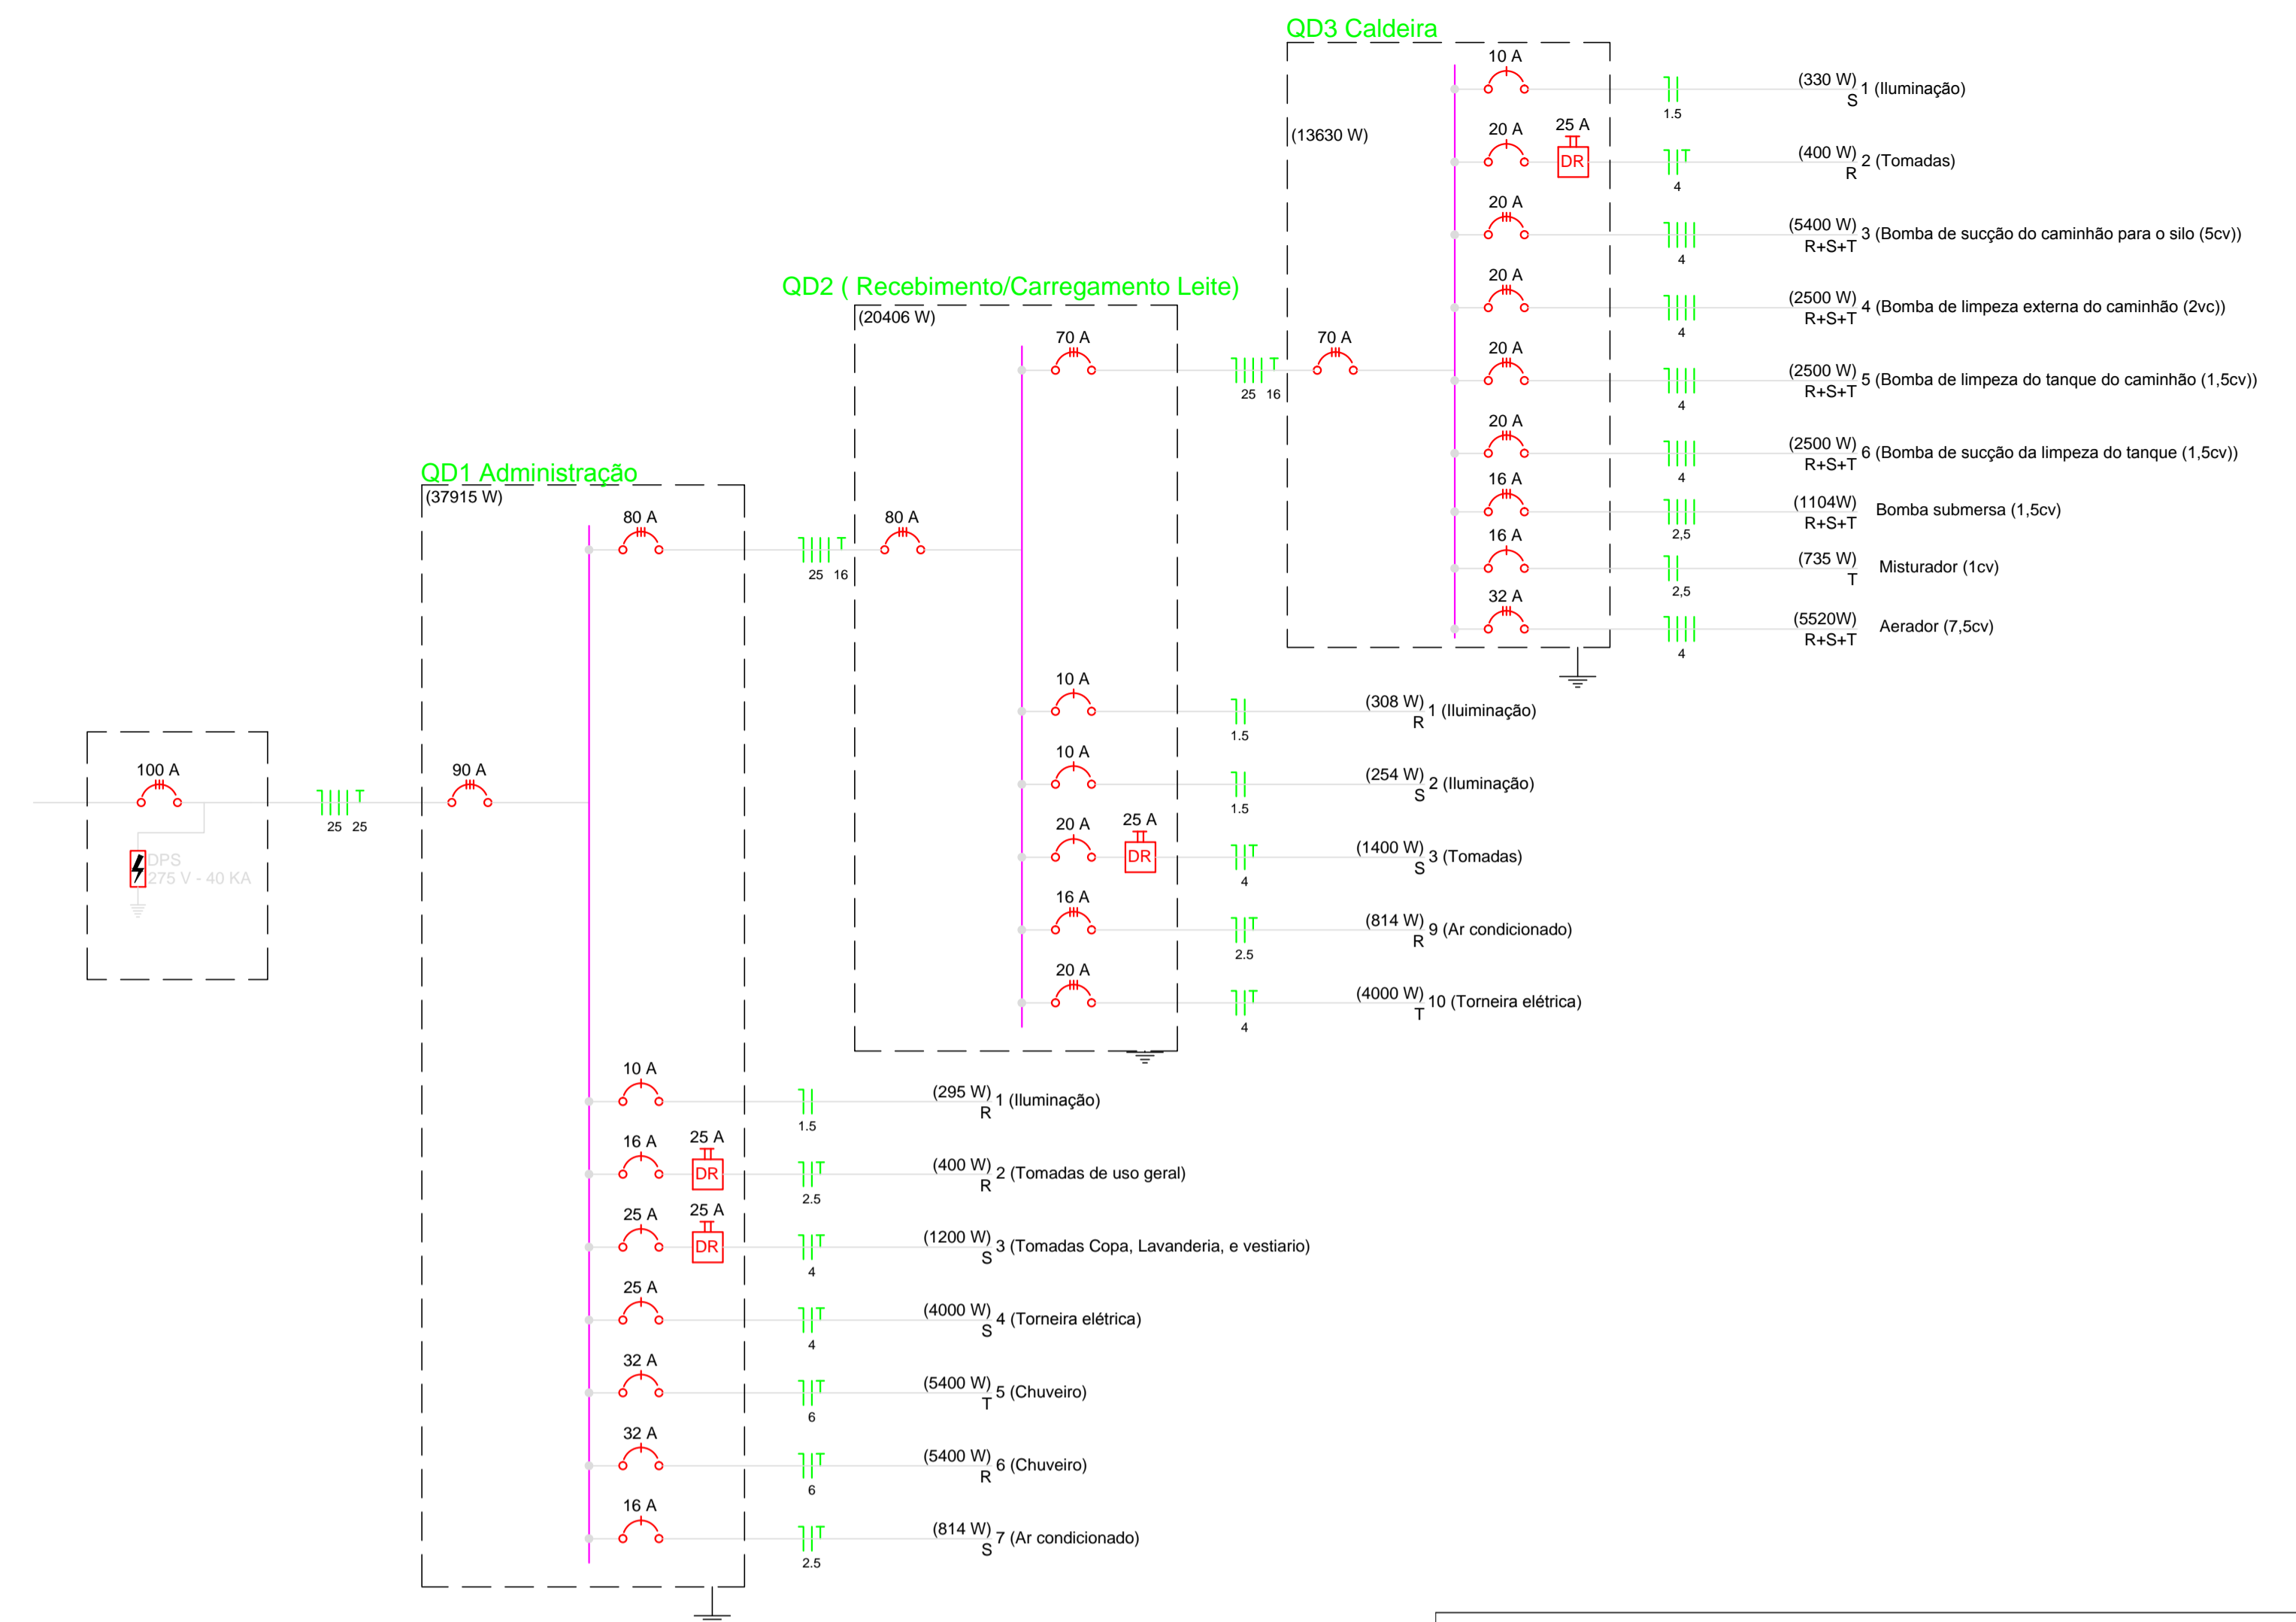 QD3 Caldeira
(13630 W)
10 A
1.5
(330 W)
S
1 (Iluminação)
20 A
25 A
DR
4
(400 W)
R
2 (Tomadas)
20 A
4
(5400 W)
R+S+T
3 (Bomba de sucção do caminhão para o silo (5cv))
20 A
4
(2500 W)
R+S+T
4 (Bomba de limpeza externa do caminhão (2vc))
20 A
4
(2500 W)
R+S+T
5 (Bomba de limpeza do tanque do caminhão (1,5cv))
20 A
4
(2500 W)
R+S+T
6 (Bomba de sucção da limpeza do tanque (1,5cv))
16 A
2,5
(1104W)
R+S+T
Bomba submersa (1,5cv)
16 A
2,5
(735 W)
T
Misturador (1cv)
32 A
4
(5520W)
R+S+T
Aerador (7,5cv)
QD2 ( Recebimento/Carregamento Leite)
(20406 W)
70 A
25 16
70 A
80 A
10 A
1.5
(308 W)
R
1 (Iluiminação)
10 A
1.5
(254 W)
S
2 (Iluminação)
20 A
25 A
DR
4
(1400 W)
S
3 (Tomadas)
16 A
2.5
(814 W)
R
9 (Ar condicionado)
20 A
4
(4000 W)
T
10 (Torneira elétrica)
QD1 Administração
(37915 W)
80 A
25 16
100 A
25 25
90 A
DPS
275 V - 40 KA
10 A
1.5
(295 W)
R
1 (Iluminação)
16 A
25 A
DR
2.5
(400 W)
R
2 (Tomadas de uso geral)
25 A
25 A
DR
4
(1200 W)
S
3 (Tomadas Copa, Lavanderia, e vestiario)
25 A
4
(4000 W)
S
4 (Torneira elétrica)
32 A
6
(5400 W)
T
5 (Chuveiro)
32 A
6
(5400 W)
R
6 (Chuveiro)
16 A
2.5
(814 W)
S
7 (Ar condicionado)